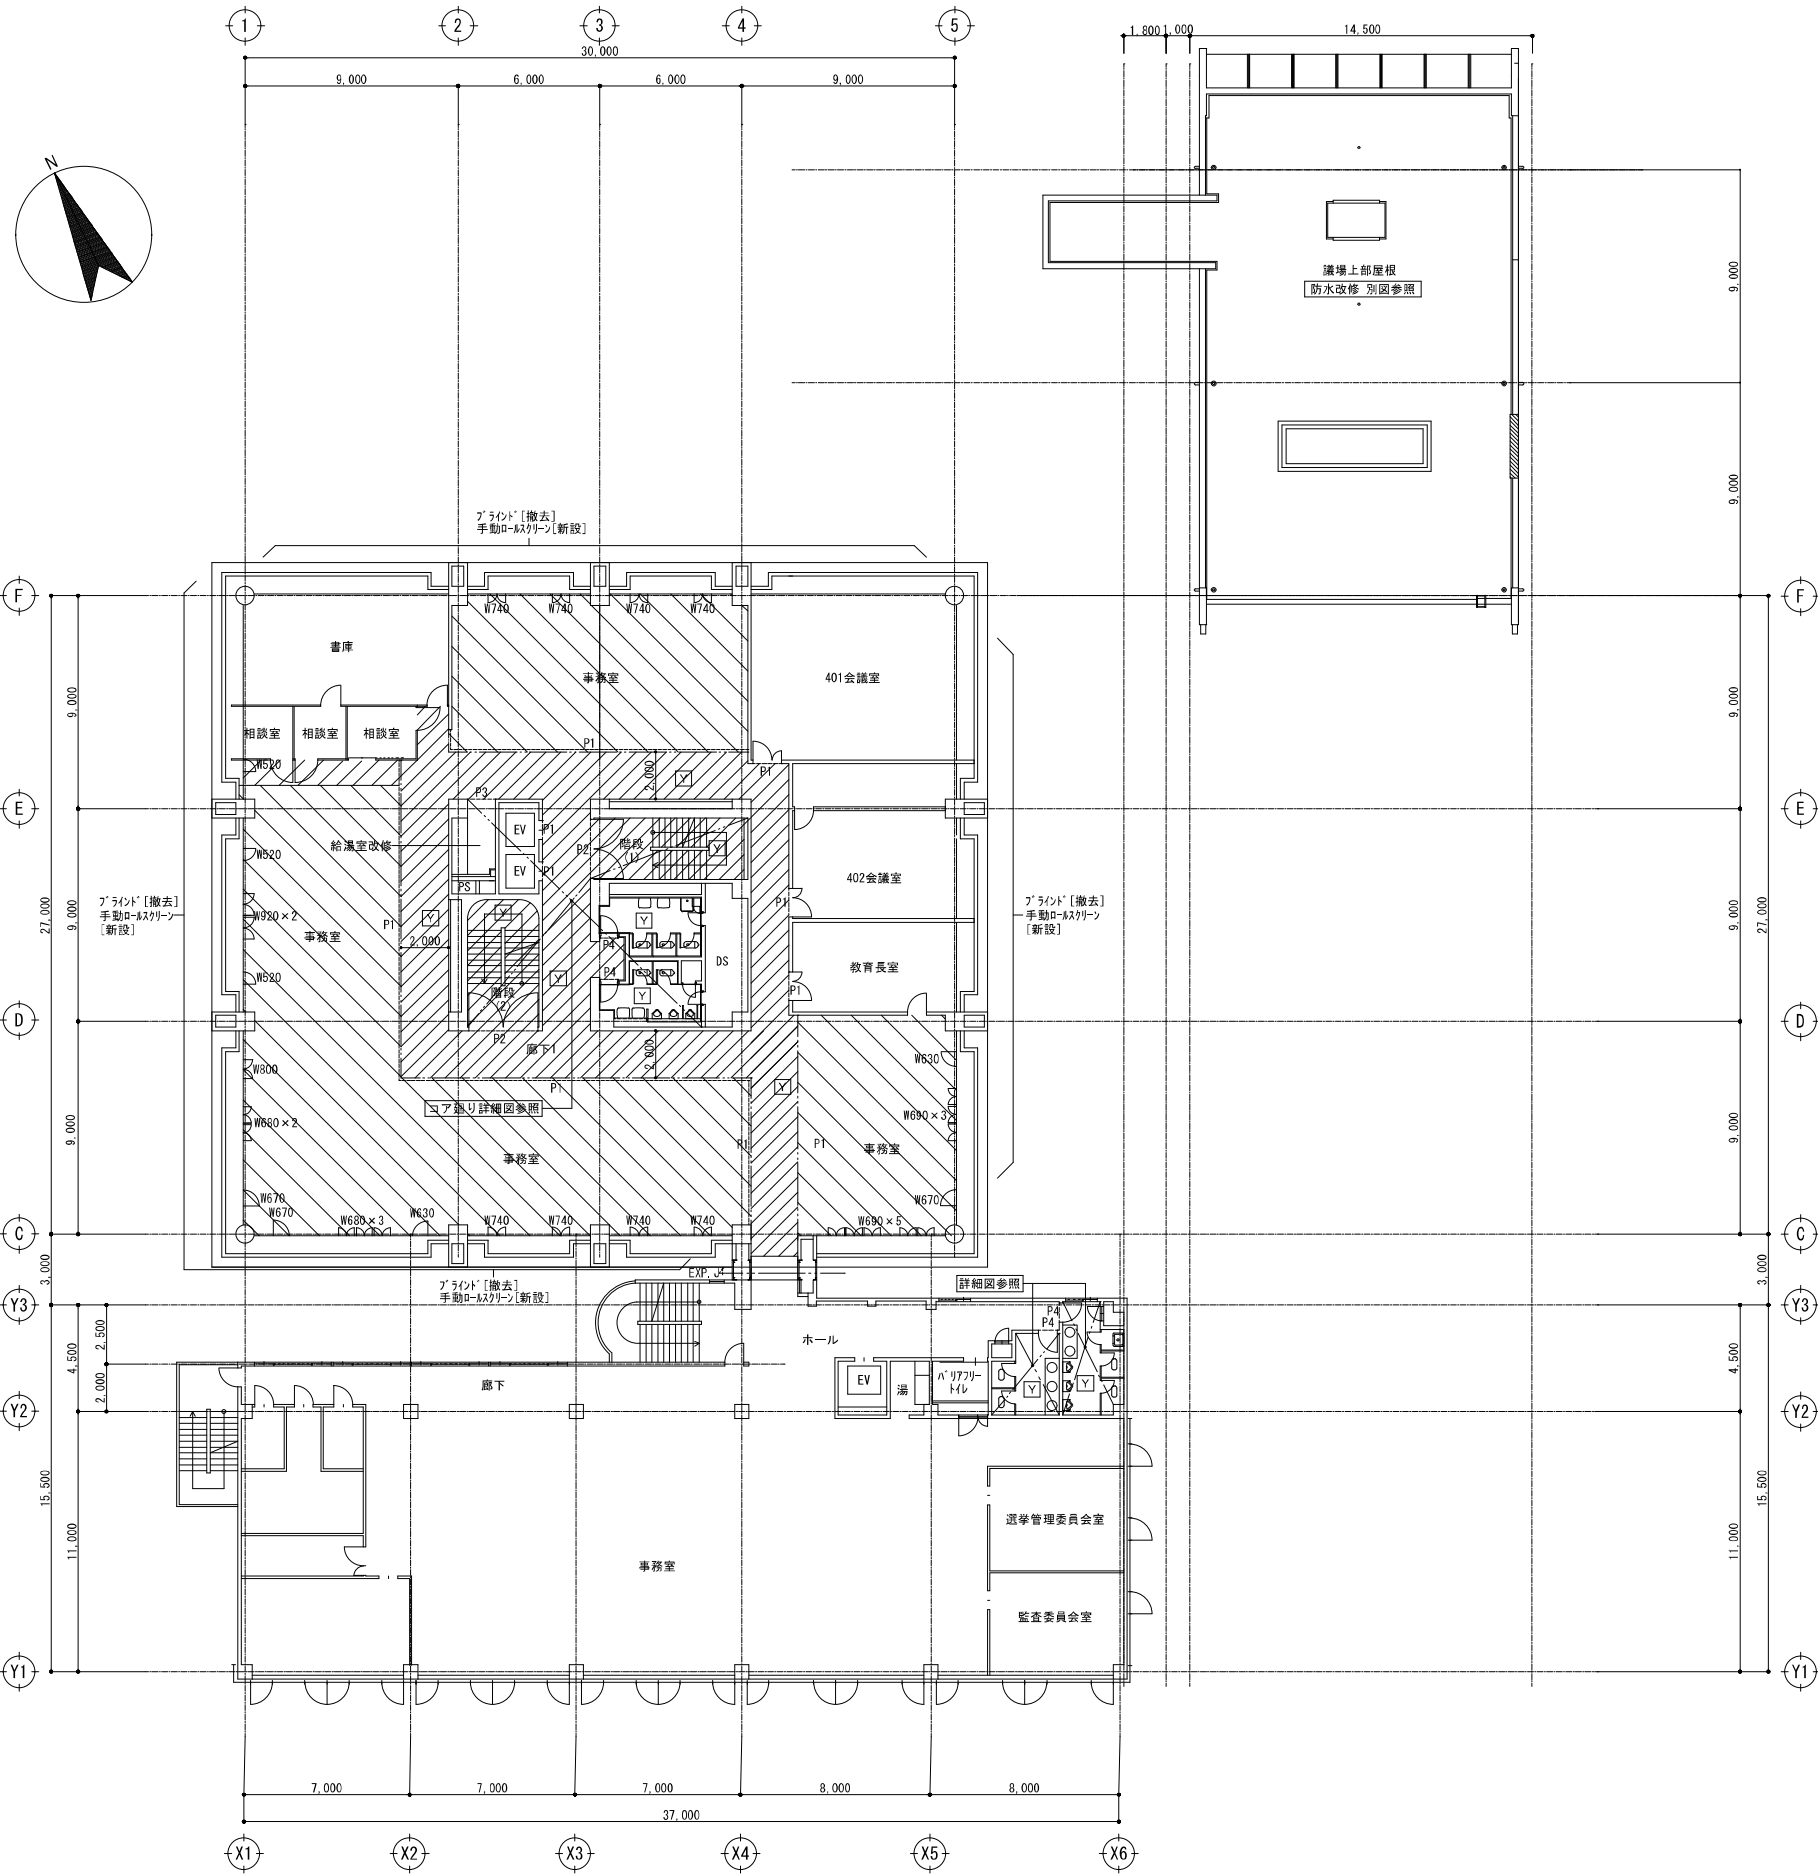 1
2
3
4
5
30,000
9,000
6,000
6,000
9,000
1,800
1,000
14,500
N
議場上部屋根
防水改修 別図参照
9,000
9,000
ブラインド[撤去]
手動ロールスクリーン[新設]
F
F
W740
W740
W740
W740
書庫
事務室
401会議室
9,000
9,000
相談室
相談室
相談室
W520
P1
P1
2,000
Y
P3
E
E
EV
P1
EV
P1
P2
階段
(1)
Y
給湯室改修
W520
PS
402会議室
ブラインド[撤去]
手動ロールスクリーン
[新設]
27,000
9,000
W920×2
事務室
P1
Y
2,000
Y
Y
P4
P1
ブラインド[撤去]
手動ロールスクリーン
[新設]
9,000
27,000
W520
Y
P4
DS
教育長室
P1
Y
階段
(2)
P2
D
D
廊下1
2,000
W630
W800
P1
Y
コア廻り詳細図参照
W680×2
9,000
W690×3
9,000
P1
P1
事務室
事務室
W670
W670
W670
W680×3
W630
W740
W740
W740
W740
W690×5
C
C
3,000
3,000
EXP.J
ブラインド[撤去]
手動ロールスクリーン[新設]
詳細図参照
Y3
Y3
P4
P4
ホール
2,500
4,500
2,000
4,500
廊下
EV
湯
バリアフリー
トイレ
Y
Y
Y2
Y2
15,500
11,000
選挙管理委員会室
11,000
15,500
事務室
監査委員会室
Y1
Y1
7,000
7,000
7,000
8,000
8,000
37,000
X1
X2
X3
X4
X5
X6